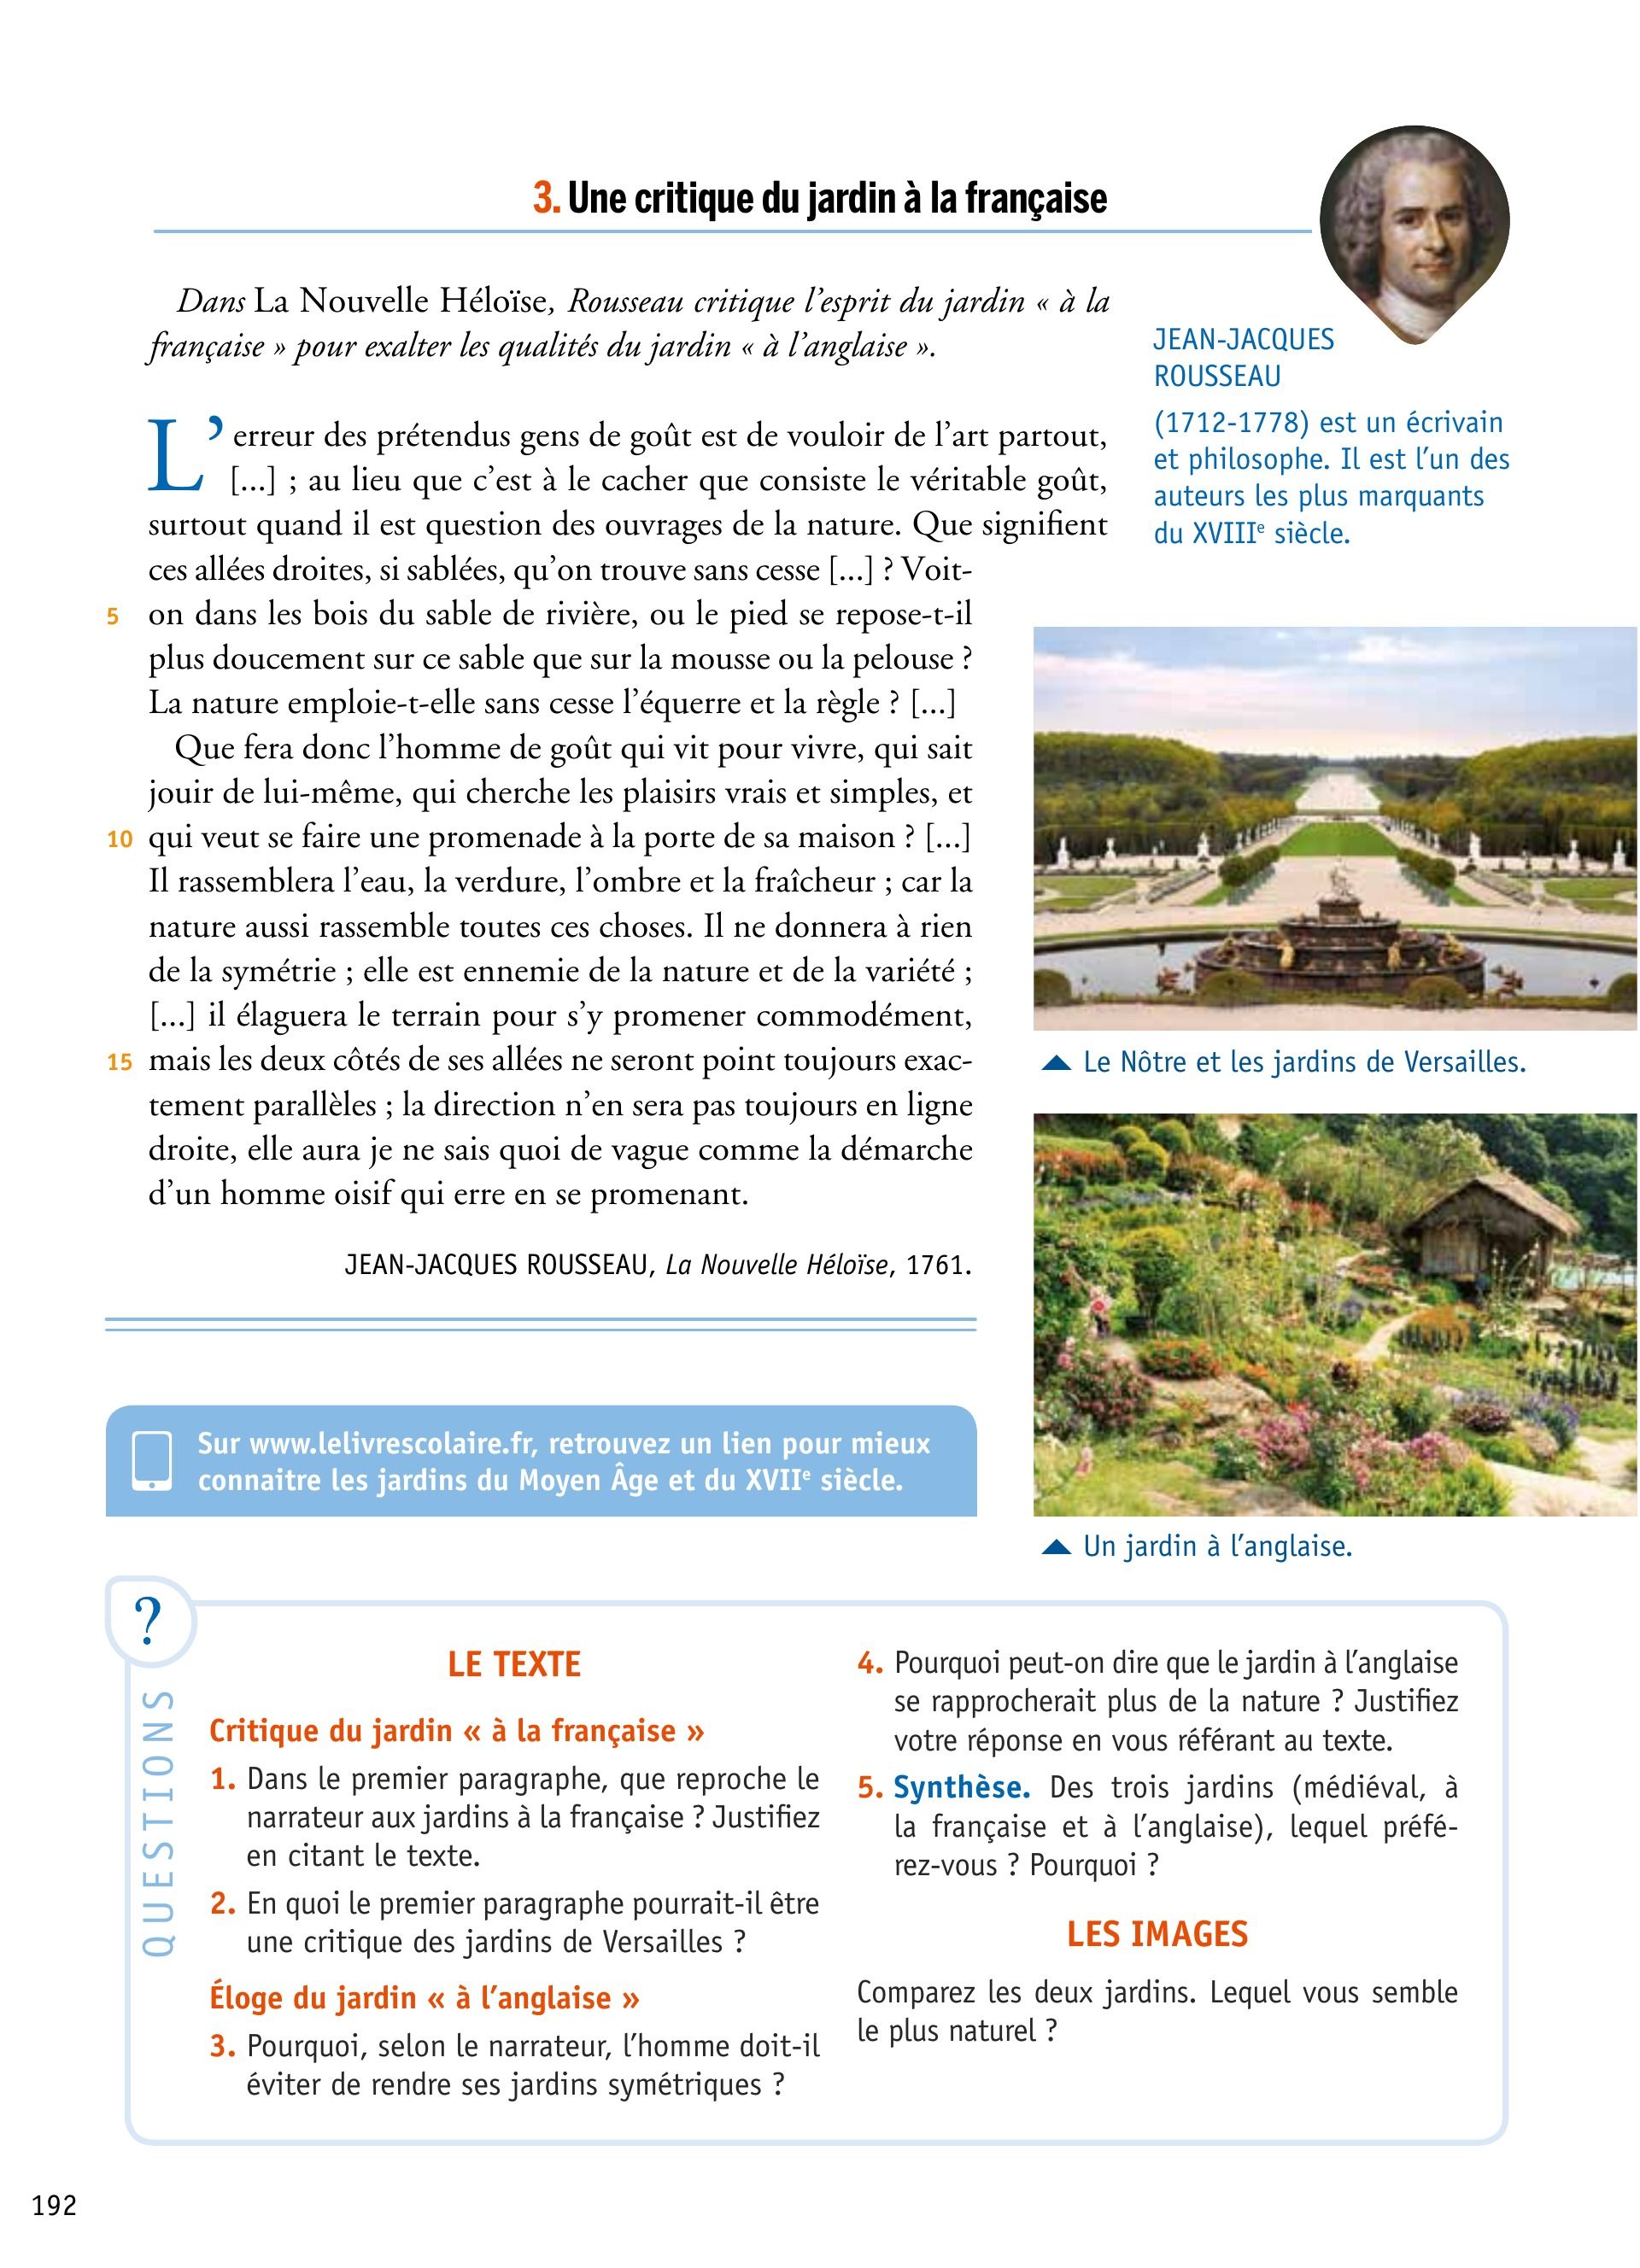 3. Une critique du jardin à la française
Dans La Nouvelle Héloïse, Rousseau critique l'esprit du jardin « à la
française » pour exalter les qualités du jardin « à l'anglaise ».
JEAN-JACQUES
ROUSSEAU
(1712-1778) est un écrivain
et philosophe. Il est l'un des
auteurs les plus marquants
du XVIIIe siècle.
L'erreur des prétendus gens de goût est de vouloir de l'art partout,
[...] ; au lieu que c'est à le cacher que consiste le véritable goût,
surtout quand il est question des ouvrages de la nature. Que signifient
ces allées droites, si sablées, qu'on trouve sans cesse [...] ? Voit-
5 on dans les bois du sable de rivière, ou le pied se repose-t-il
plus doucement sur ce sable que sur la mousse ou la pelouse ?
La nature emploie-t-elle sans cesse l'équerre et la règle ? [...]
Que fera donc l'homme de goût qui vit pour vivre, qui sait
jouir de lui-même, qui cherche les plaisirs vrais et simples, et
10 qui veut se faire une promenade à la porte de sa maison ? [...]
Il rassemblera l'eau, la verdure, l'ombre et la fraîcheur ; car la
nature aussi rassemble toutes ces choses. Il ne donnera à rien
de la symétrie ; elle est ennemie de la nature et de la variété ;
[...] il élaguera le terrain pour s'y promener commodément,
15 mais les deux côtés de ses allées ne seront point toujours exac-
tement parallèles ; la direction n'en sera pas toujours en ligne
droite, elle aura je ne sais quoi de vague comme la démarche
d'un homme oisif qui erre en se promenant.
JEAN-JACQUES ROUSSEAU, La Nouvelle Héloïse, 1761.
Le Nôtre et les jardins de Versailles.
Un jardin à l'anglaise.
Sur www.lelivrescolaire.fr, retrouvez un lien pour mieux
connaitre les jardins du Moyen Âge et du XVIIe siècle.
?
QUESTIONS
LE TEXTE
Critique du jardin « à la française »
1. Dans le premier paragraphe, que reproche le
narrateur aux jardins à la française ? Justifiez
en citant le texte.
2. En quoi le premier paragraphe pourrait-il être
une critique des jardins de Versailles ?
Éloge du jardin « à l'anglaise »
3. Pourquoi, selon le narrateur, l'homme doit-il
éviter de rendre ses jardins symétriques ?
4. Pourquoi peut-on dire que le jardin à l'anglaise
se rapprocherait plus de la nature ? Justifiez
votre réponse en vous référant au texte.
5. Synthèse. Des trois jardins (médiéval, à
la française et à l'anglaise), lequel préfé-
rez-vous ? Pourquoi ?
LES IMAGES
Comparez les deux jardins. Lequel vous semble
le plus naturel ?
192